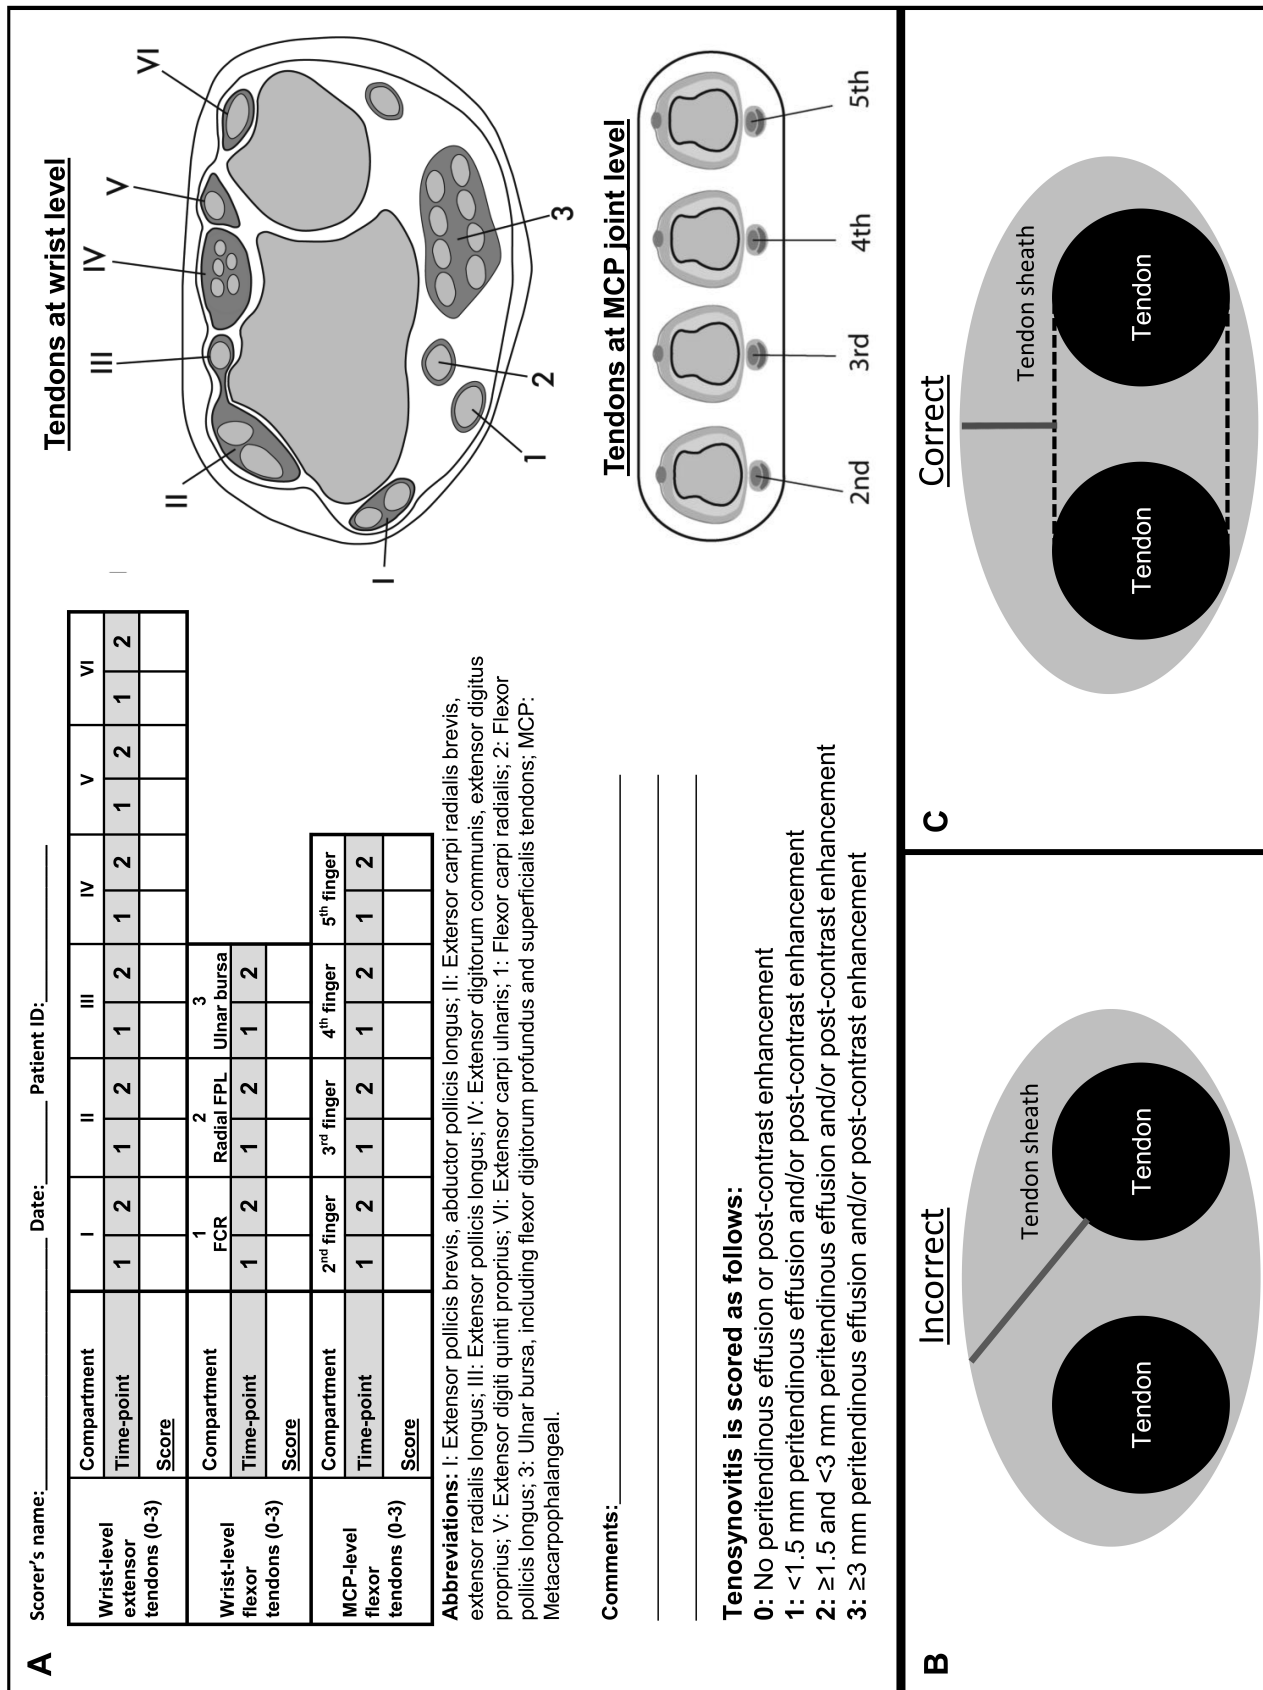 A
Scorer's name: Date: Patient ID:
Wrist-level extensor tendons (0-3)
Compartment I II III IV V VI
Time-point 1 2 1 2 1 2 1 2 1 2 1 2
Score
Wrist-level flexor tendons (0-3)
Compartment 1 FCR 2 Radial FPL 3 Ulnar bursa
Time-point 1 2 1 2 1 2
Score
MCP-level flexor tendons (0-3)
Compartment 2nd finger 3rd finger 4th finger 5th finger
Time-point 1 2 1 2 1 2 1 2
Score
Abbreviations: I: Extensor pollicis brevis, abductor pollicis longus; II: Extersor carpi radialis brevis,
extensor radialis longus; III: Extensor pollicis longus; IV: Extensor digitorum communis, extensor digitus
proprius; V: Extensor digiti quinti proprius; VI: Extensor carpi ulnaris; 1: Flexor carpi radialis; 2: Flexor
pollicis longus; 3: Ulnar bursa, including flexor digitorum profundus and superficialis tendons; MCP:
Metacarpophalangeal.
Comments:
Tenosynovitis is scored as follows:
0: No peritendinous effusion or post-contrast enhancement
1: <1.5 mm peritendinous effusion and/or post-contrast enhancement
2: ≥1.5 and <3 mm peritendinous effusion and/or post-contrast enhancement
3: ≥3 mm peritendinous effusion and/or post-contrast enhancement
Tendons at wrist level
I
II
III
IV
V
VI
1
2
3
Tendons at MCP joint level
2nd
3rd
4th
5th
B
Incorrect
Tendon sheath
Tendon
Tendon
C
Correct
Tendon sheath
Tendon
Tendon